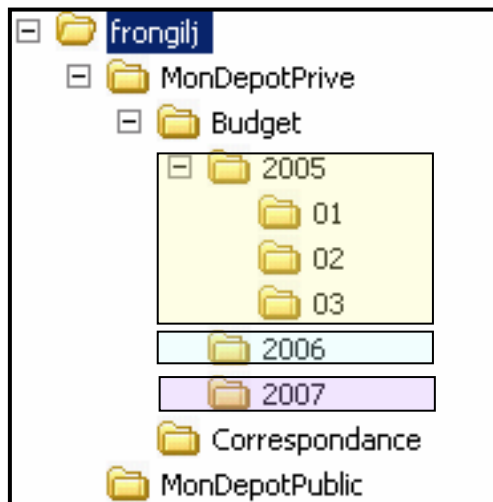 frongilj
MonDepotPrive
Budget
2005
01
02
03
2006
2007
Correspondance
MonDepotPublic